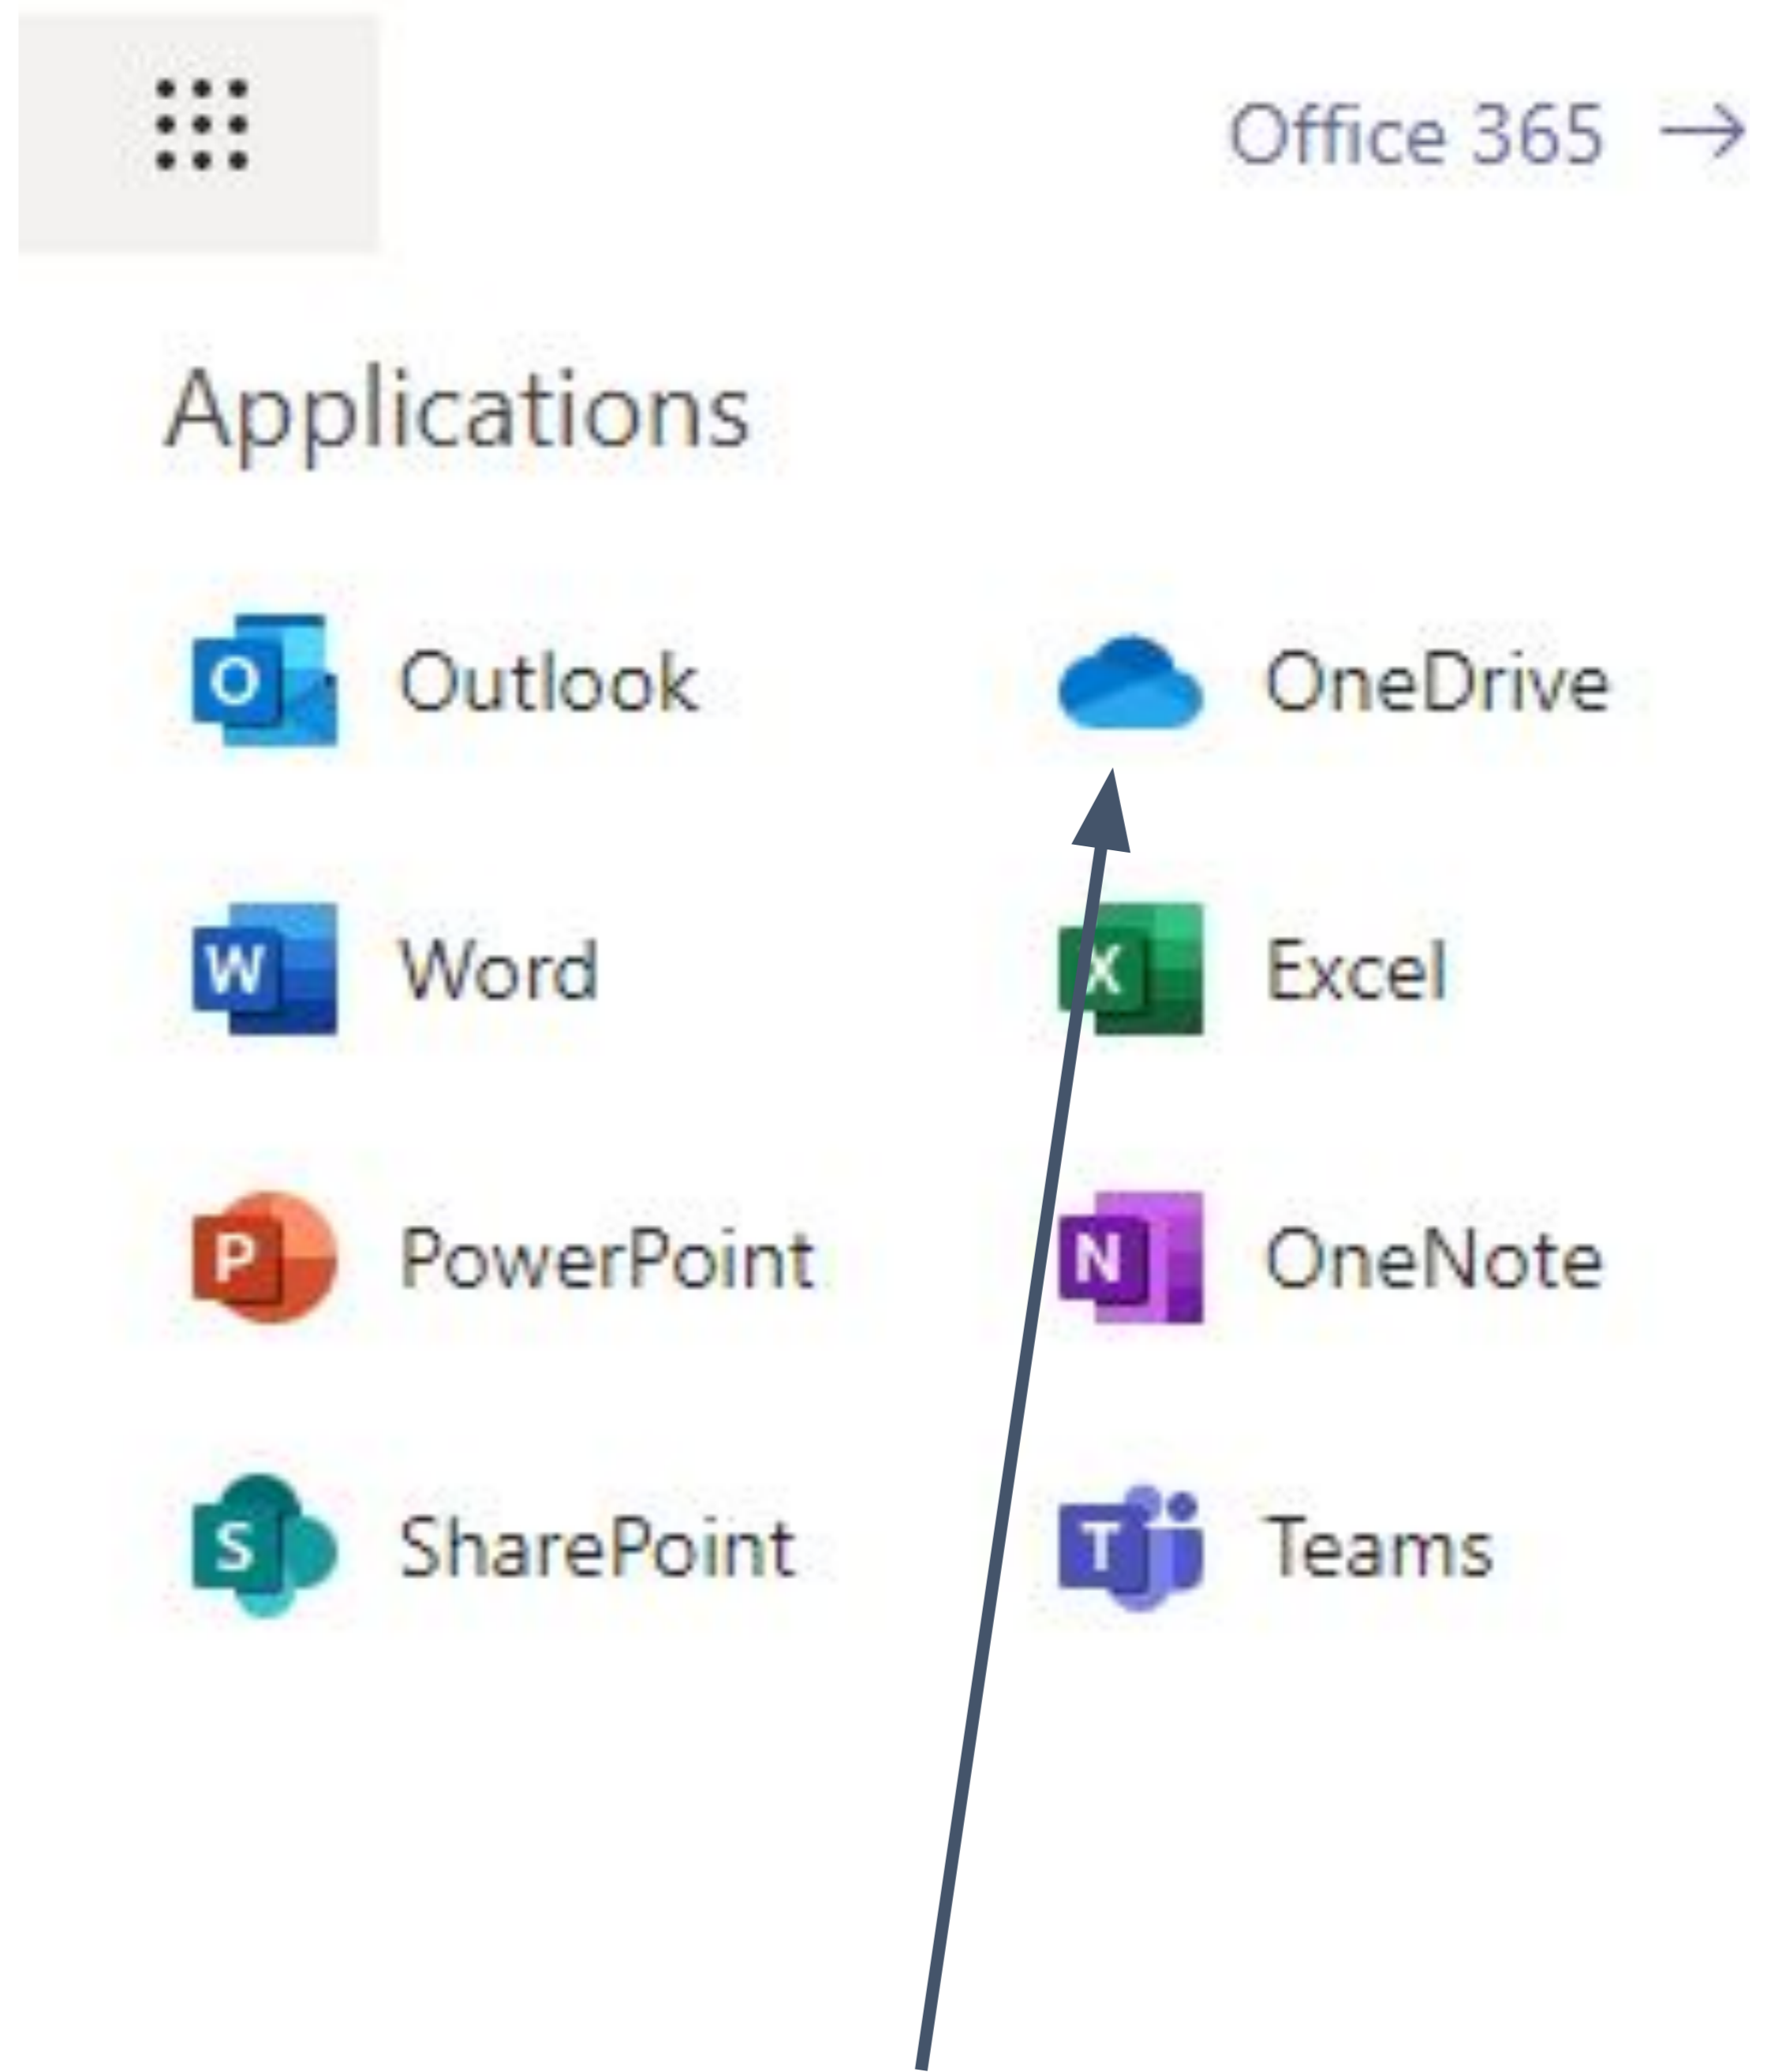 Office 365 →
Applications
O Outlook
OneDrive
W Word
X Excel
P PowerPoint
N OneNote
S SharePoint
T Teams